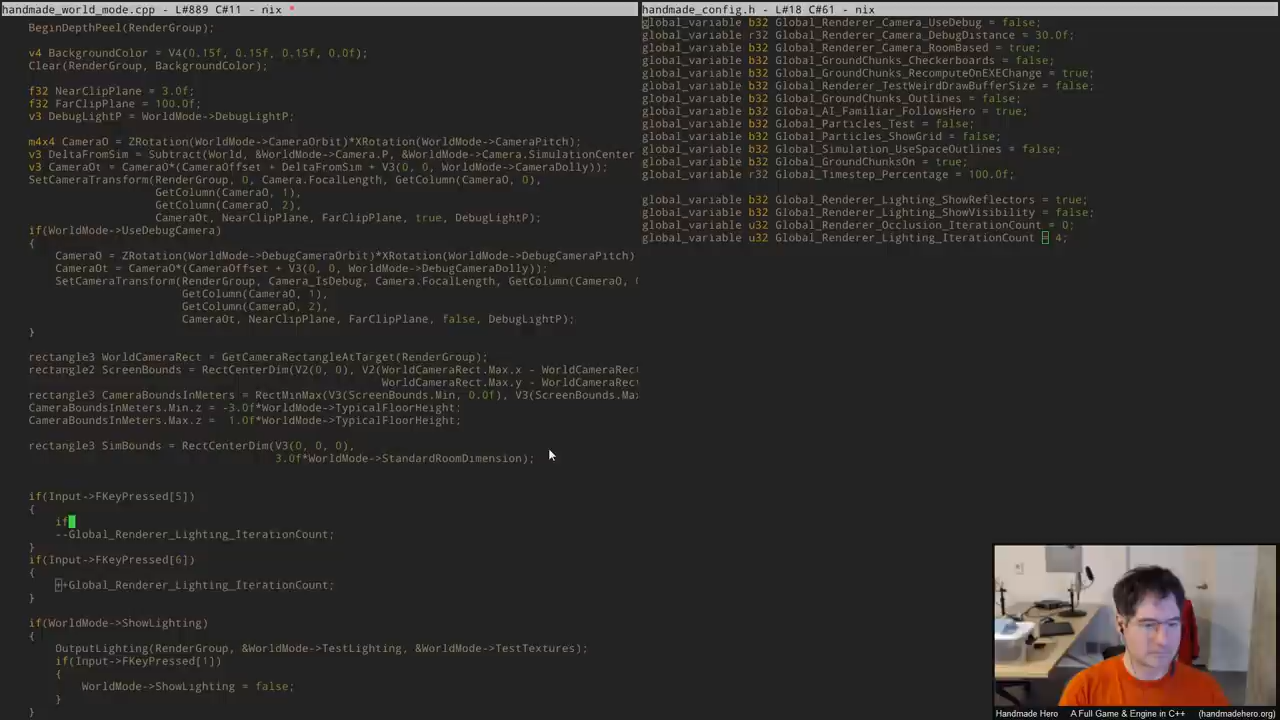 handmade_world_mode.cpp - L#889 C#11 - nix *
BeginDepthPeel(RenderGroup);
v4 BackgroundColor = V4(0.15f, 0.15f, 0.15f, 0.0f);
Clear(RenderGroup, BackgroundColor);
f32 NearClipPlane = 3.0f;
f32 FarClipPlane = 100.0f;
v3 DebugLightP = WorldMode->DebugLightP;
m4x4 CameraO = ZRotation(WorldMode->CameraOrbit)*XRotation(WorldMode->CameraPitch);
v3 DeltaFromSim = Subtract(World, &WorldMode->Camera.P, &WorldMode->Camera.SimulationCenter
v3 CameraOt = CameraO*(CameraOffset + DeltaFromSim + V3(0, 0, WorldMode->CameraDolly));
SetCameraTransform(RenderGroup, 0, Camera.FocalLength, GetColumn(CameraO, 0),
GetColumn(CameraO, 1),
GetColumn(CameraO, 2),
CameraOt, NearClipPlane, FarClipPlane, true, DebugLightP);
if(WorldMode->UseDebugCamera)
{
CameraO = ZRotation(WorldMode->DebugCameraOrbit)*XRotation(WorldMode->DebugCameraPitch)
CameraOt = CameraO*(CameraOffset + V3(0, 0, WorldMode->DebugCameraDolly));
SetCameraTransform(RenderGroup, Camera_IsDebug, Camera.FocalLength, GetColumn(CameraO, 0
GetColumn(CameraO, 1),
GetColumn(CameraO, 2),
CameraOt, NearClipPlane, FarClipPlane, false, DebugLightP);
}
rectangle3 WorldCameraRect = GetCameraRectangleAtTarget(RenderGroup);
rectangle2 ScreenBounds = RectCenterDim(V2(0, 0), V2(WorldCameraRect.Max.x - WorldCameraRect
WorldCameraRect.Max.y - WorldCameraRect
rectangle3 CameraBoundsInMeters = RectMinMax(V3(ScreenBounds.Min, 0.0f), V3(ScreenBounds.Max
CameraBoundsInMeters.Min.z = -3.0f*WorldMode->TypicalFloorHeight;
CameraBoundsInMeters.Max.z =  1.0f*WorldMode->TypicalFloorHeight;
rectangle3 SimBounds = RectCenterDim(V3(0, 0, 0),
3.0f*WorldMode->StandardRoomDimension);
if(Input->FKeyPressed[5])
{
if
--Global_Renderer_Lighting_IterationCount;
}
if(Input->FKeyPressed[6])
{
++Global_Renderer_Lighting_IterationCount;
}
if(WorldMode->ShowLighting)
{
OutputLighting(RenderGroup, &WorldMode->TestLighting, &WorldMode->TestTextures);
if(Input->FKeyPressed[1])
{
WorldMode->ShowLighting = false;
}
}
handmade_config.h - L#18 C#61 - nix
global_variable b32 Global_Renderer_Camera_UseDebug = false;
global_variable r32 Global_Renderer_Camera_DebugDistance = 30.0f;
global_variable b32 Global_Renderer_Camera_RoomBased = true;
global_variable b32 Global_GroundChunks_Checkerboards = false;
global_variable b32 Global_GroundChunks_RecomputeOnEXEChange = true;
global_variable b32 Global_Renderer_TestWeirdDrawBufferSize = false;
global_variable b32 Global_GroundChunks_Outlines = false;
global_variable b32 Global_AI_Familiar_FollowsHero = true;
global_variable b32 Global_Particles_Test = false;
global_variable b32 Global_Particles_ShowGrid = false;
global_variable b32 Global_Simulation_UseSpaceOutlines = false;
global_variable b32 Global_GroundChunksOn = true;
global_variable r32 Global_Timestep_Percentage = 100.0f;
global_variable b32 Global_Renderer_Lighting_ShowReflectors = true;
global_variable b32 Global_Renderer_Lighting_ShowVisibility = false;
global_variable u32 Global_Renderer_Occlusion_IterationCount = 0;
global_variable u32 Global_Renderer_Lighting_IterationCount = 4;
Handmade Hero A Full Game & Engine in C++ (handmadehero.org)